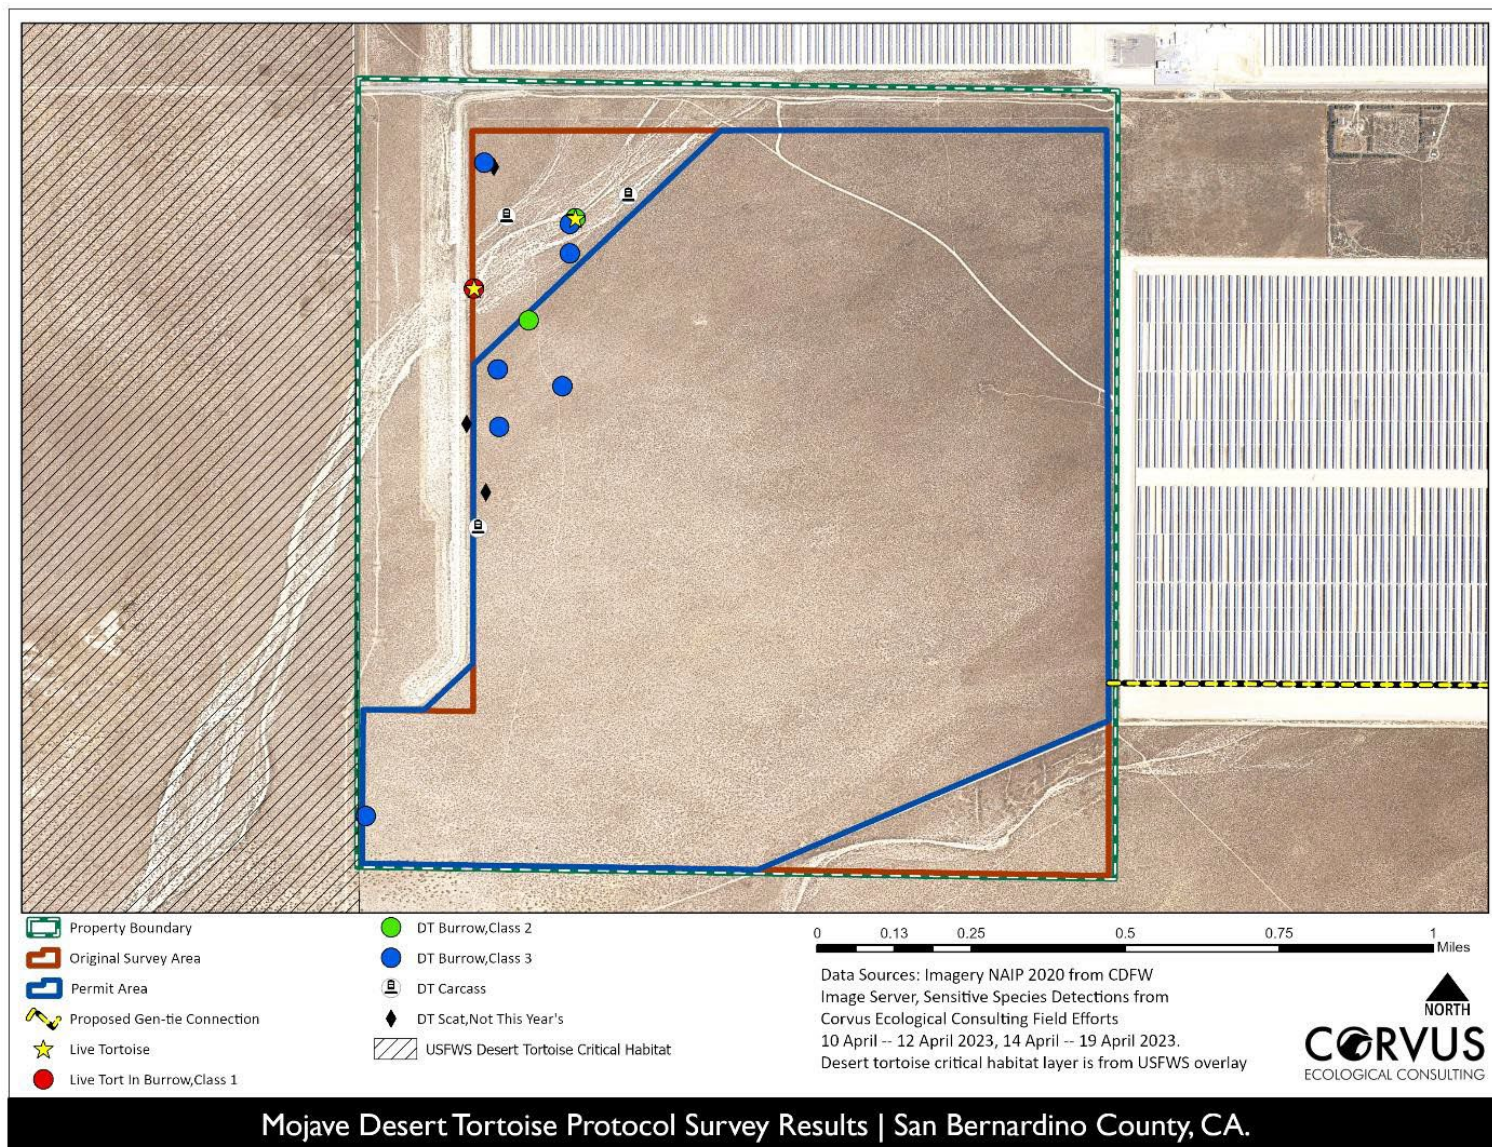 Property Boundary
Original Survey Area
Permit Area
Proposed Gen-tie Connection
Live Tortoise
Live Tort In Burrow,Class 1
DT Burrow,Class 2
DT Burrow,Class 3
DT Carcass
DT Scat,Not This Year's
USFWS Desert Tortoise Critical Habitat
0 0.13 0.25 0.5 0.75 1
Miles
Data Sources: Imagery NAIP 2020 from CDFW
Image Server, Sensitive Species Detections from
Corvus Ecological Consulting Field Efforts
10 April -- 12 April 2023, 14 April -- 19 April 2023.
Desert tortoise critical habitat layer is from USFWS overlay
NORTH
CORVUS
ECOLOGICAL CONSULTING
Mojave Desert Tortoise Protocol Survey Results | San Bernardino County, CA.